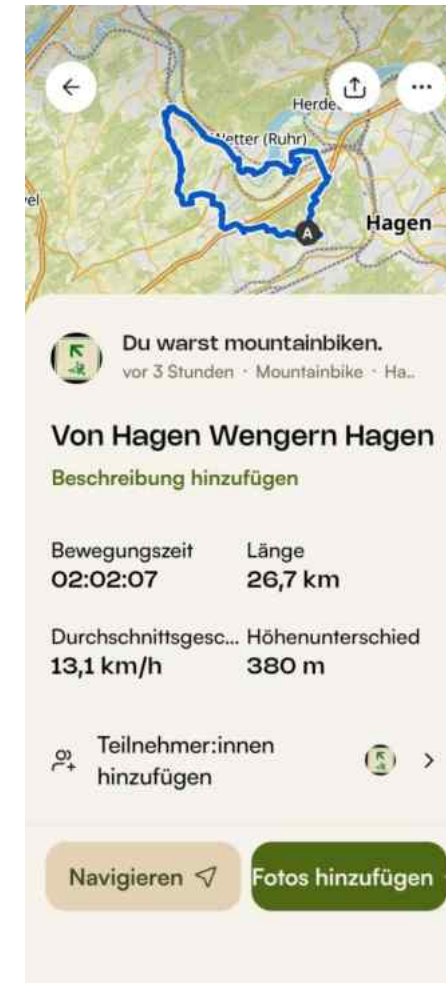 Herde
Wetter (Ruhr)
el
A
Hagen
Du warst mountainbiken.
vor 3 Stunden · Mountainbike · Ha..
Von Hagen Wengern Hagen
Beschreibung hinzufügen
Bewegungszeit Länge
02:02:07 26,7 km
Durchschnittsgesc... Höhenunterschied
13,1 km/h 380 m
Teilnehmer:innen
hinzufügen
Navigieren Fotos hinzufügen